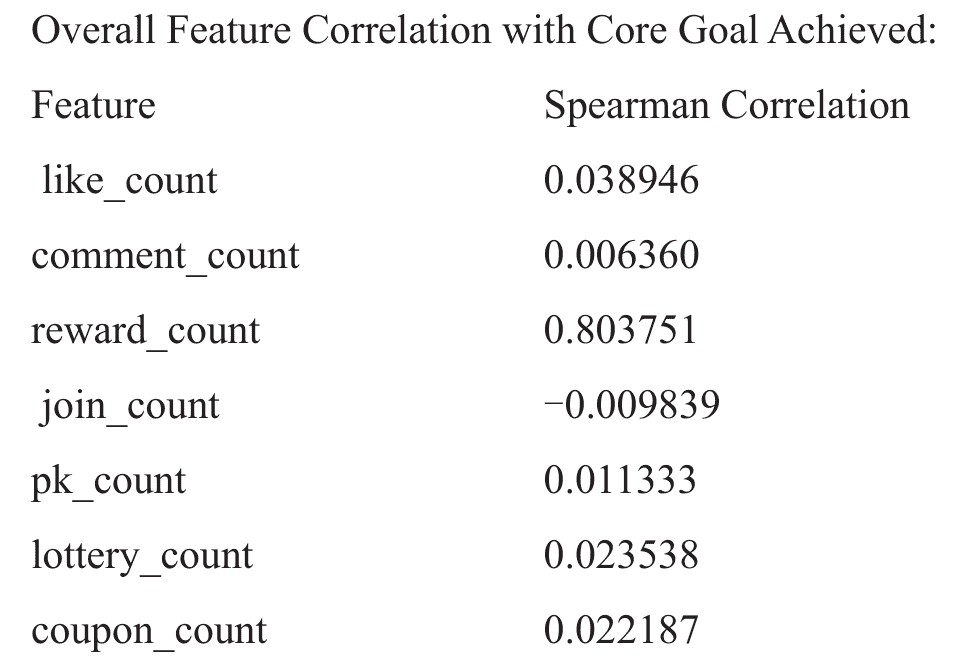 Overall Feature Correlation with Core Goal Achieved:
Feature Spearman Correlation
like_count 0.038946
comment_count 0.006360
reward_count 0.803751
join_count −0.009839
pk_count 0.011333
lottery_count 0.023538
coupon_count 0.022187